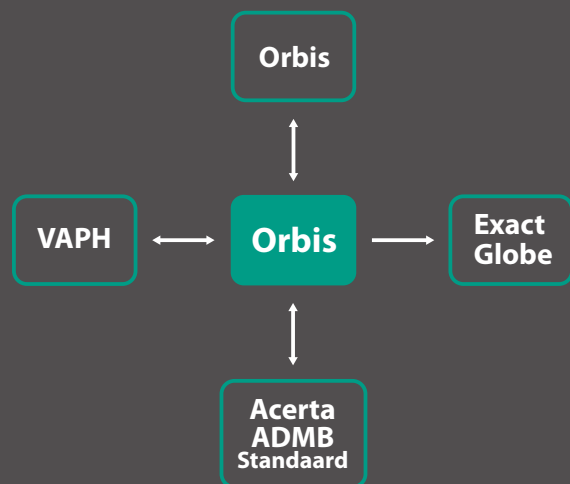 Orbis
VAPH
Orbis
Exact
Globe
Acerta
ADMB
Standaard